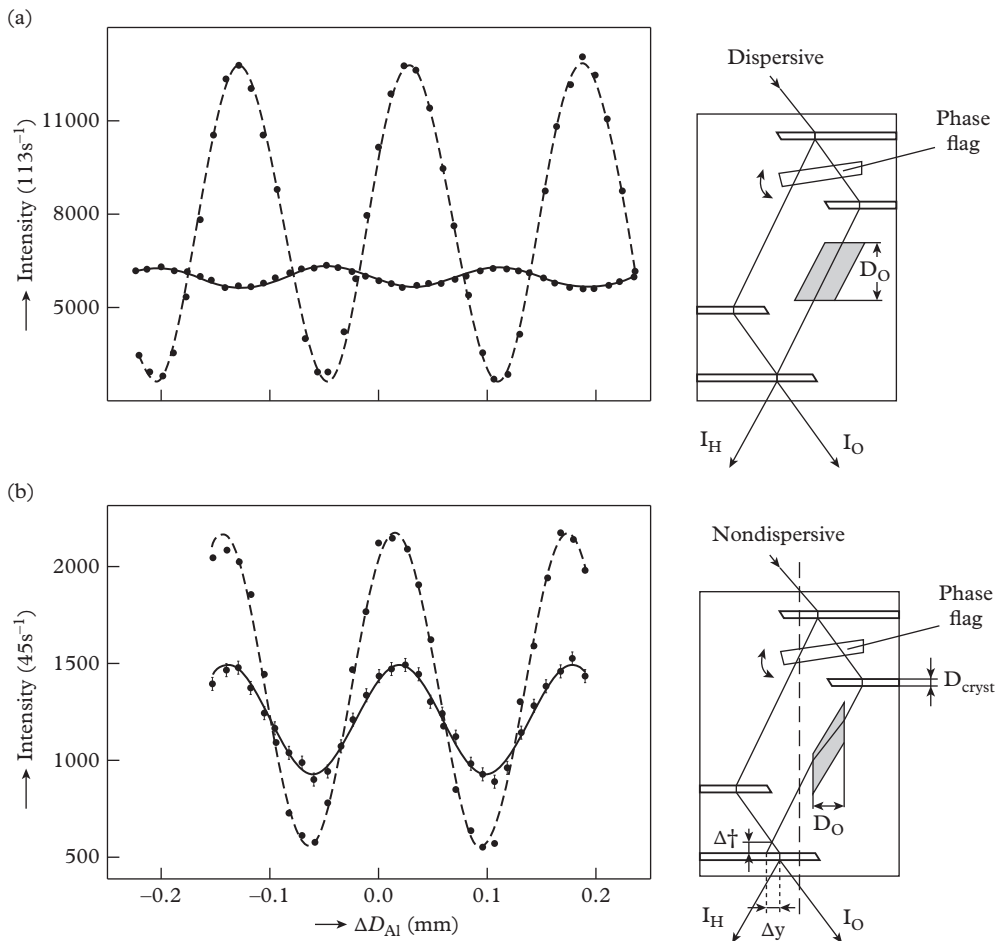 (a)
11000
8000
5000
Intensity (113s⁻¹)
Dispersive
Phase
flag
D_O
I_H
I_O
(b)
2000
1500
1000
500
Intensity (45s⁻¹)
−0.2
−0.1
0.0
0.1
0.2
ΔD_Al (mm)
Nondispersive
Phase
flag
D_cryst
D_O
Δ†
I_H
Δy
I_O